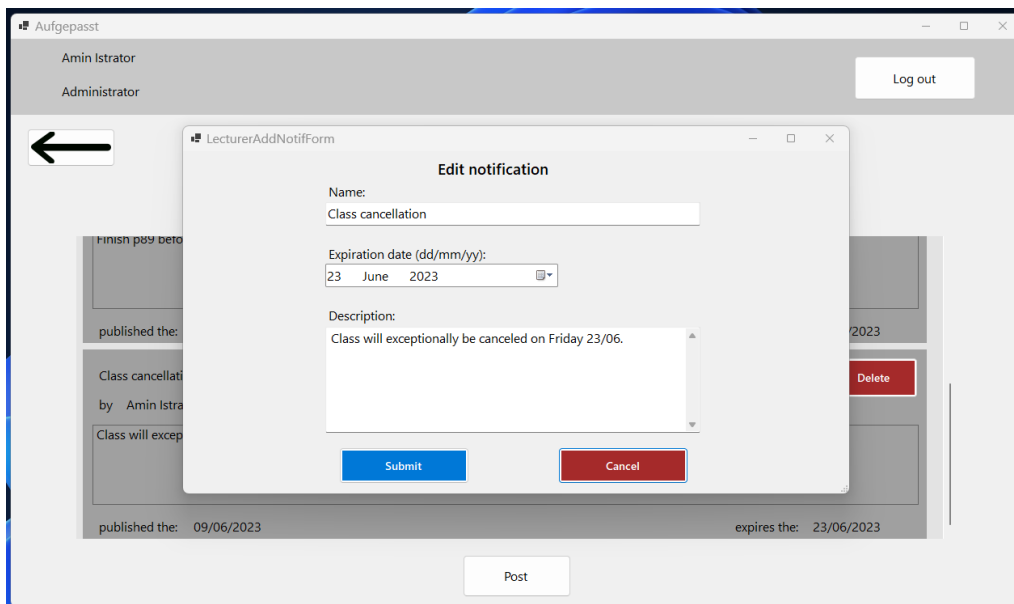 Aufgepasst
Amin Istrator
Administrator
Log out
LecturerAddNotifForm
Edit notification
Name:
Class cancellation
Expiration date (dd/mm/yy):
23 June 2023
Description:
Class will exceptionally be canceled on Friday 23/06.
Submit
Cancel
Finish p89 befo
published the:
/2023
Class cancellati
Delete
by Amin Istra
Class will excep
published the: 09/06/2023
expires the: 23/06/2023
Post